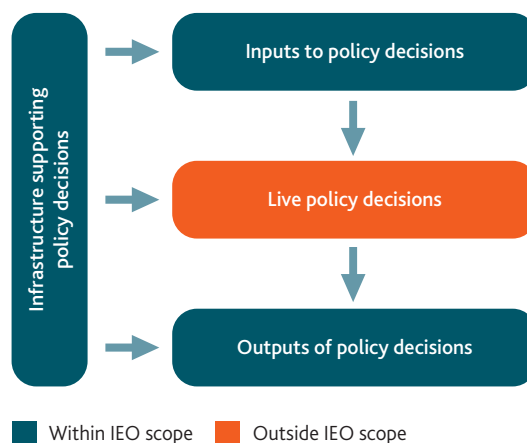 Infrastructure supporting
policy decisions
Inputs to policy decisions
Live policy decisions
Outputs of policy decisions
Within IEO scope
Outside IEO scope